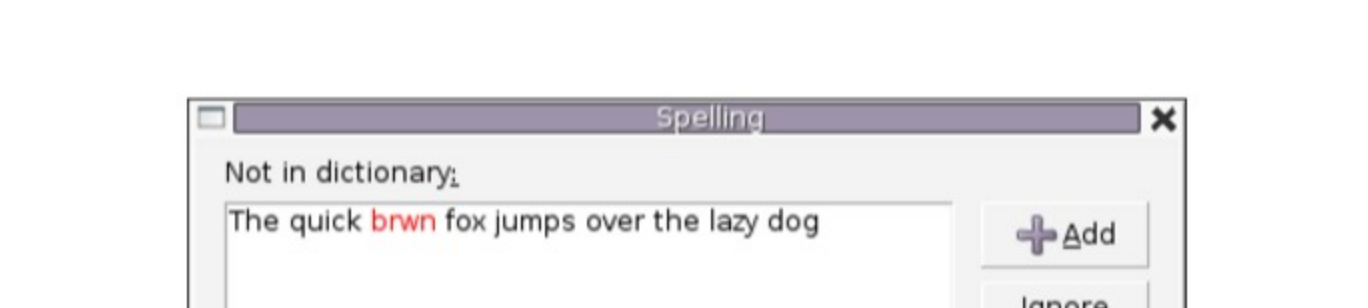 Spelling
Not in dictionary:
The quick brwn fox jumps over the lazy dog
Add
Ignore